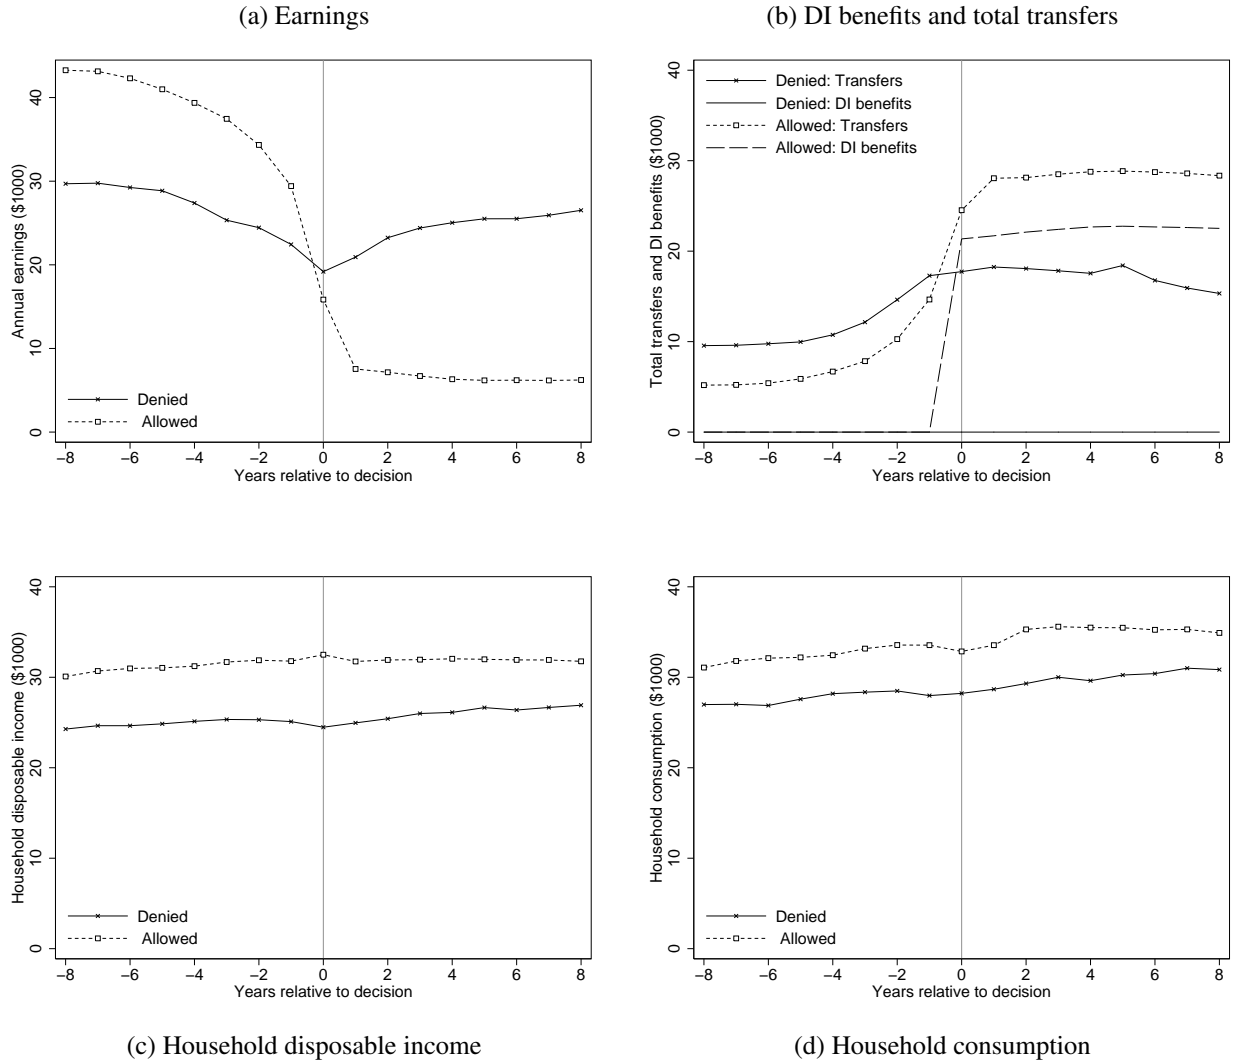 (a) Earnings
Annual earnings ($1000)
40
30
20
10
0
Denied
Allowed
−8 −6 −4 −2 0 2 4 6 8
Years relative to decision
(b) DI benefits and total transfers
Total transfers and DI benefits ($1000)
40
30
20
10
0
Denied: Transfers
Denied: DI benefits
Allowed: Transfers
Allowed: DI benefits
−8 −6 −4 −2 0 2 4 6 8
Years relative to decision
Household disposable income ($1000)
40
30
20
10
0
Denied
Allowed
−8 −6 −4 −2 0 2 4 6 8
Years relative to decision
(c) Household disposable income
Household consumption ($1000)
40
30
20
10
0
Denied
Allowed
−8 −6 −4 −2 0 2 4 6 8
Years relative to decision
(d) Household consumption